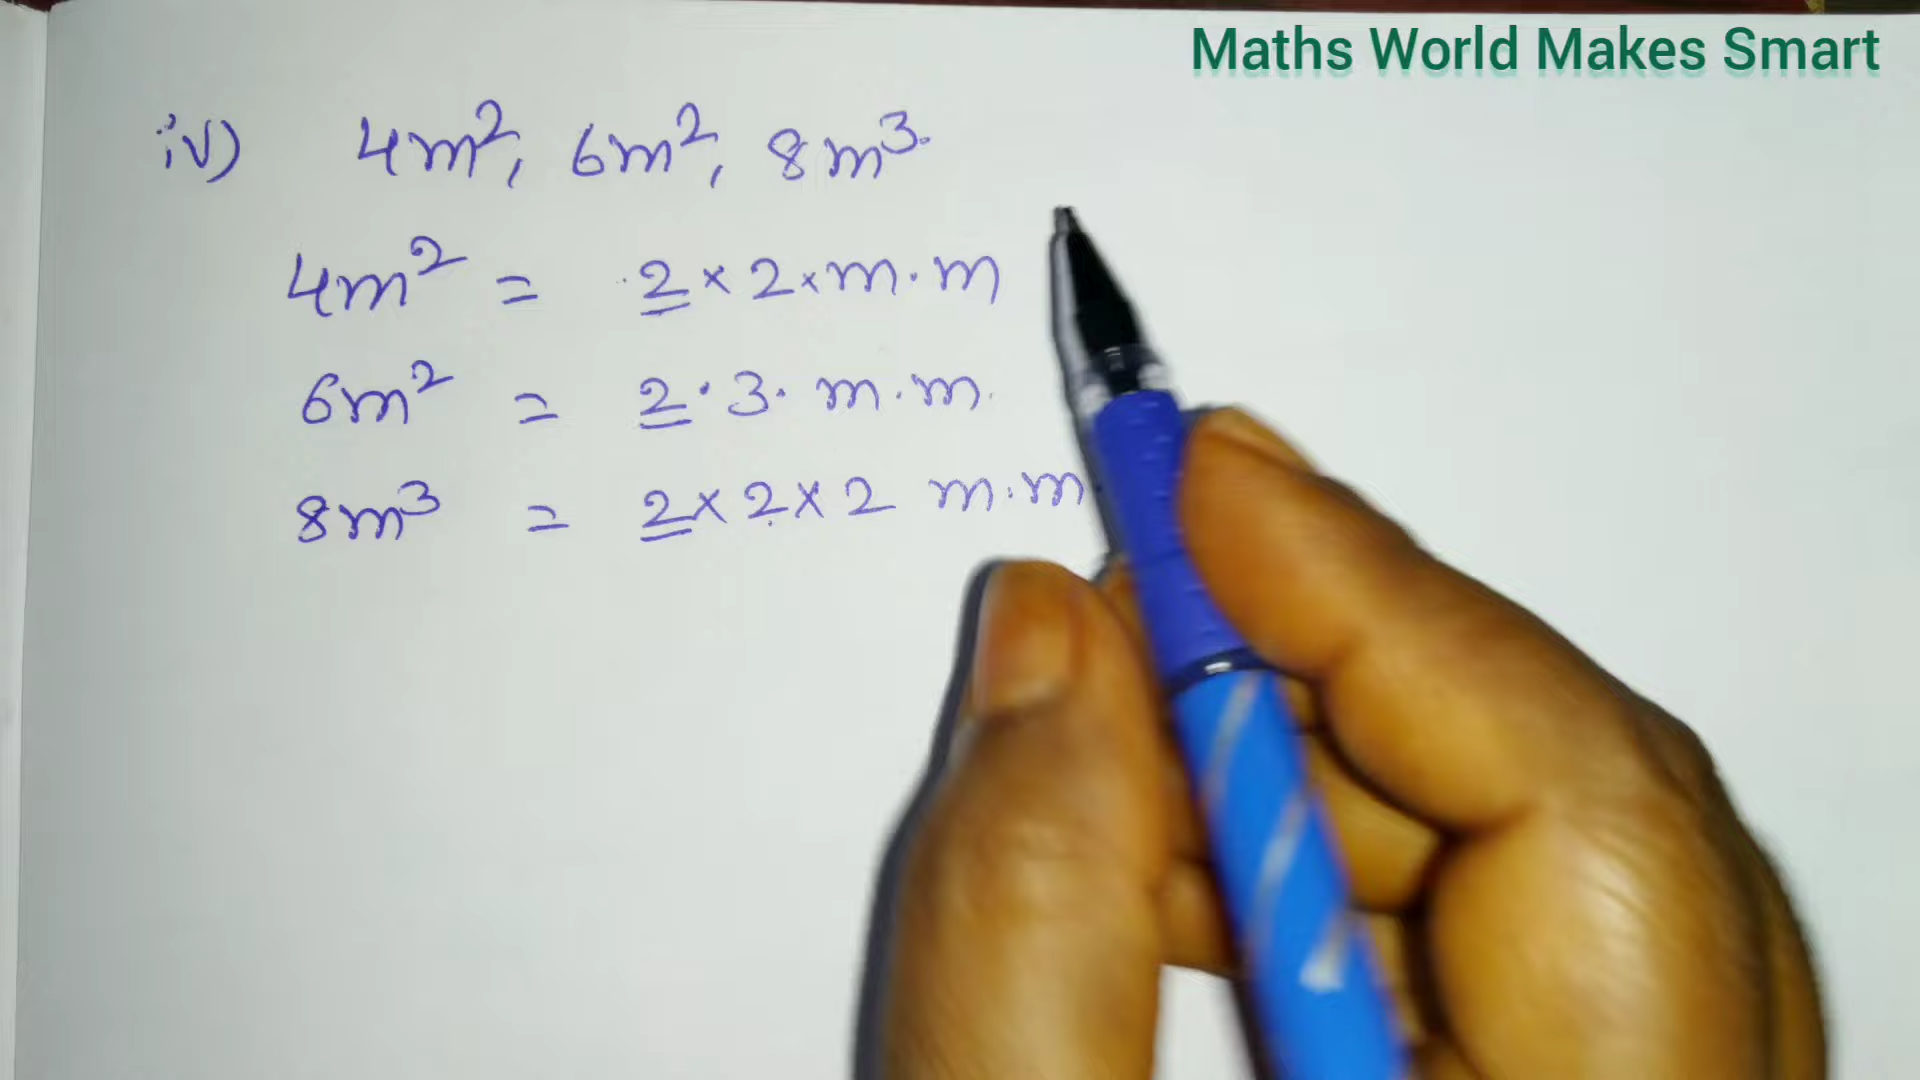 Maths World Makes Smart
iv) 4m², 6m², 8m³.
4m² = 2 × 2 × m . m
6m² = 2 . 3 . m . m.
8m³ = 2 × 2 × 2 m . m